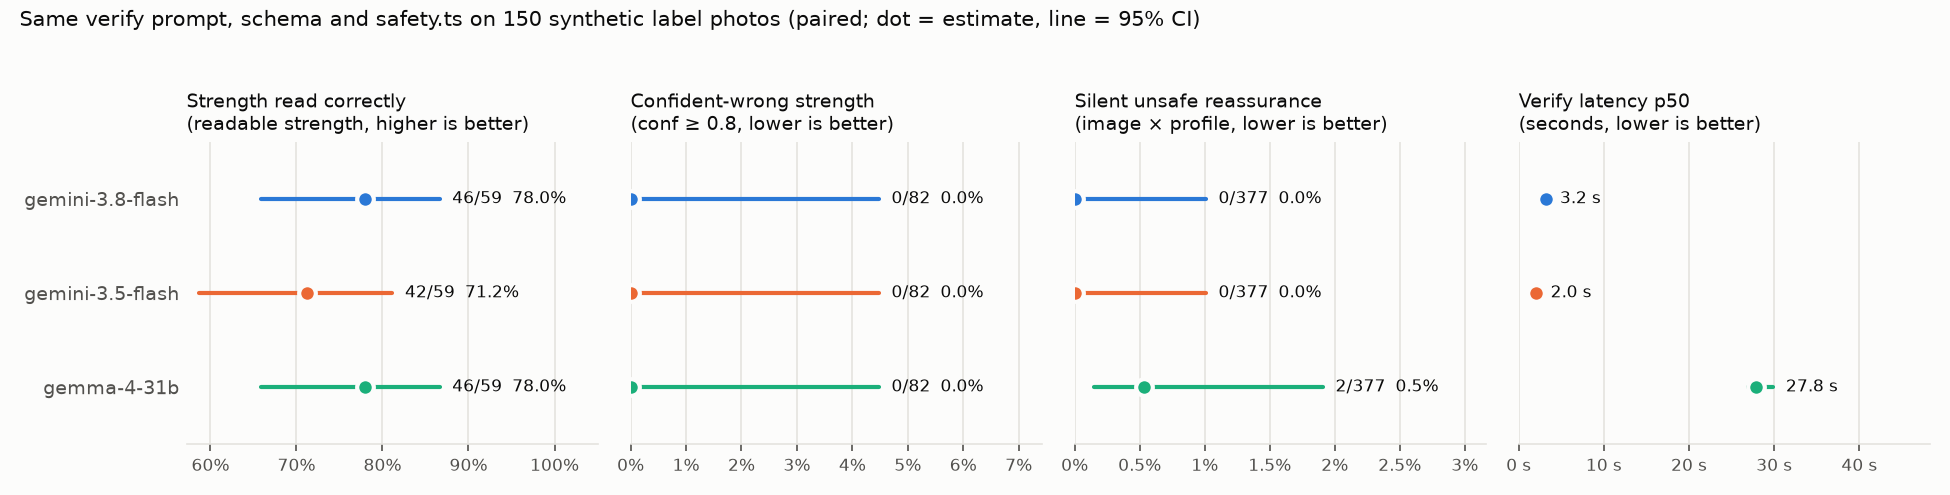 Same verify prompt, schema and safety.ts on 150 synthetic label photos (paired; dot = estimate, line = 95% CI)
Strength read correctly
(readable strength, higher is better)
Confident-wrong strength
(conf ≥ 0.8, lower is better)
Silent unsafe reassurance
(image × profile, lower is better)
Verify latency p50
(seconds, lower is better)
gemini-3.8-flash
46/59 78.0%
0/82 0.0%
0/377 0.0%
3.2 s
gemini-3.5-flash
42/59 71.2%
0/82 0.0%
0/377 0.0%
2.0 s
gemma-4-31b
46/59 78.0%
0/82 0.0%
2/377 0.5%
27.8 s
60% 70% 80% 90% 100%
0% 1% 2% 3% 4% 5% 6% 7%
0% 0.5% 1% 1.5% 2% 2.5% 3%
0 s 10 s 20 s 30 s 40 s